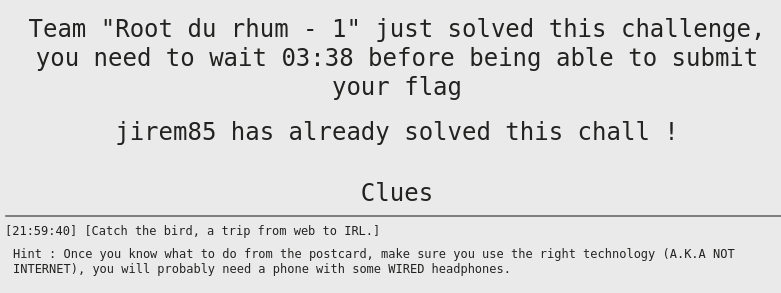 Team "Root du rhum - 1" just solved this challenge,
you need to wait 03:38 before being able to submit
your flag
jirem85 has already solved this chall !
Clues
[21:59:40] [Catch the bird, a trip from web to IRL.]
Hint : Once you know what to do from the postcard, make sure you use the right technology (A.K.A NOT
INTERNET), you will probably need a phone with some WIRED headphones.